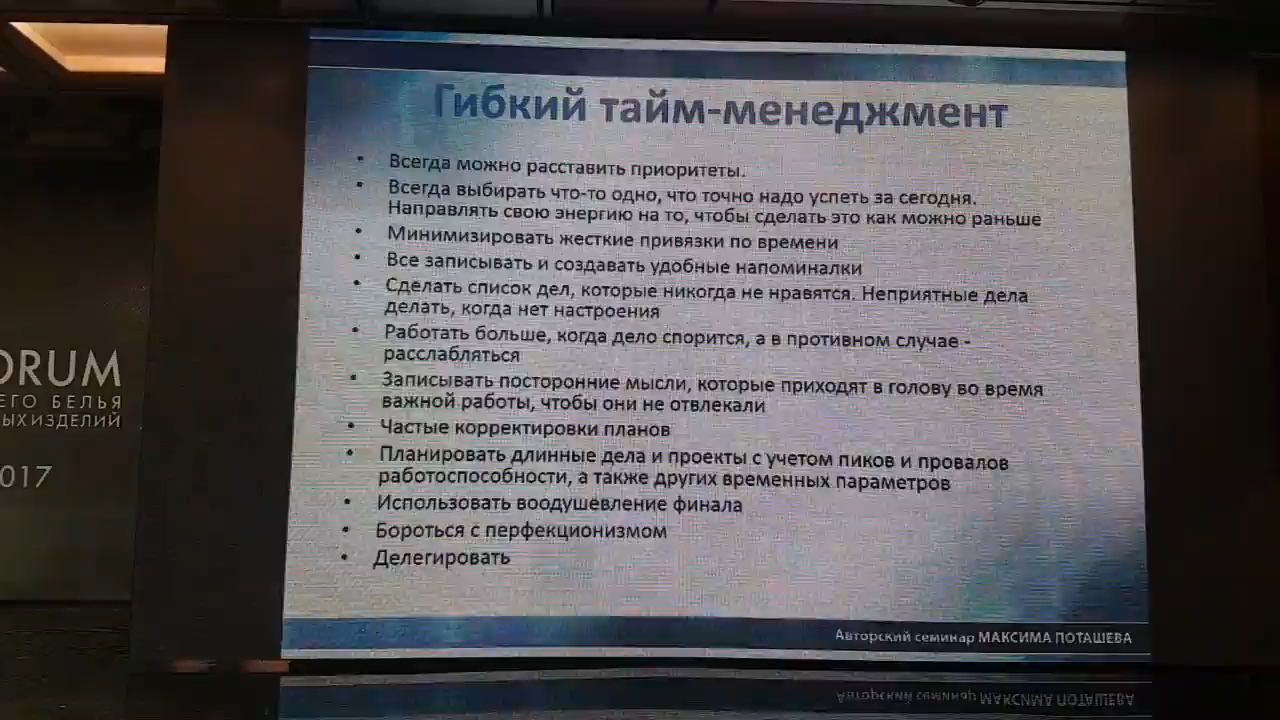 Гибкий тайм-менеджмент
• Всегда можно расставить приоритеты.
• Всегда выбирать что-то одно, что точно надо успеть за сегодня.
Направлять свою энергию на то, чтобы сделать это как можно раньше
• Минимизировать жесткие привязки по времени
• Все записывать и создавать удобные напоминалки
• Сделать список дел, которые никогда не нравятся. Неприятные дела
делать, когда нет настроения
• Работать больше, когда дело спорится, а в противном случае -
расслабляться
• Записывать посторонние мысли, которые приходят в голову во время
важной работы, чтобы они не отвлекали
• Частые корректировки планов
• Планировать длинные дела и проекты с учетом пиков и провалов
работоспособности, а также других временных параметров
• Использовать воодушевление финала
• Бороться с перфекционизмом
• Делегировать
Авторский семинар МАКСИМА ПОТАШЕВА
ORUM
ЕГО БЕЛЬЯ
ЫХ ИЗДЕЛИЙ
017